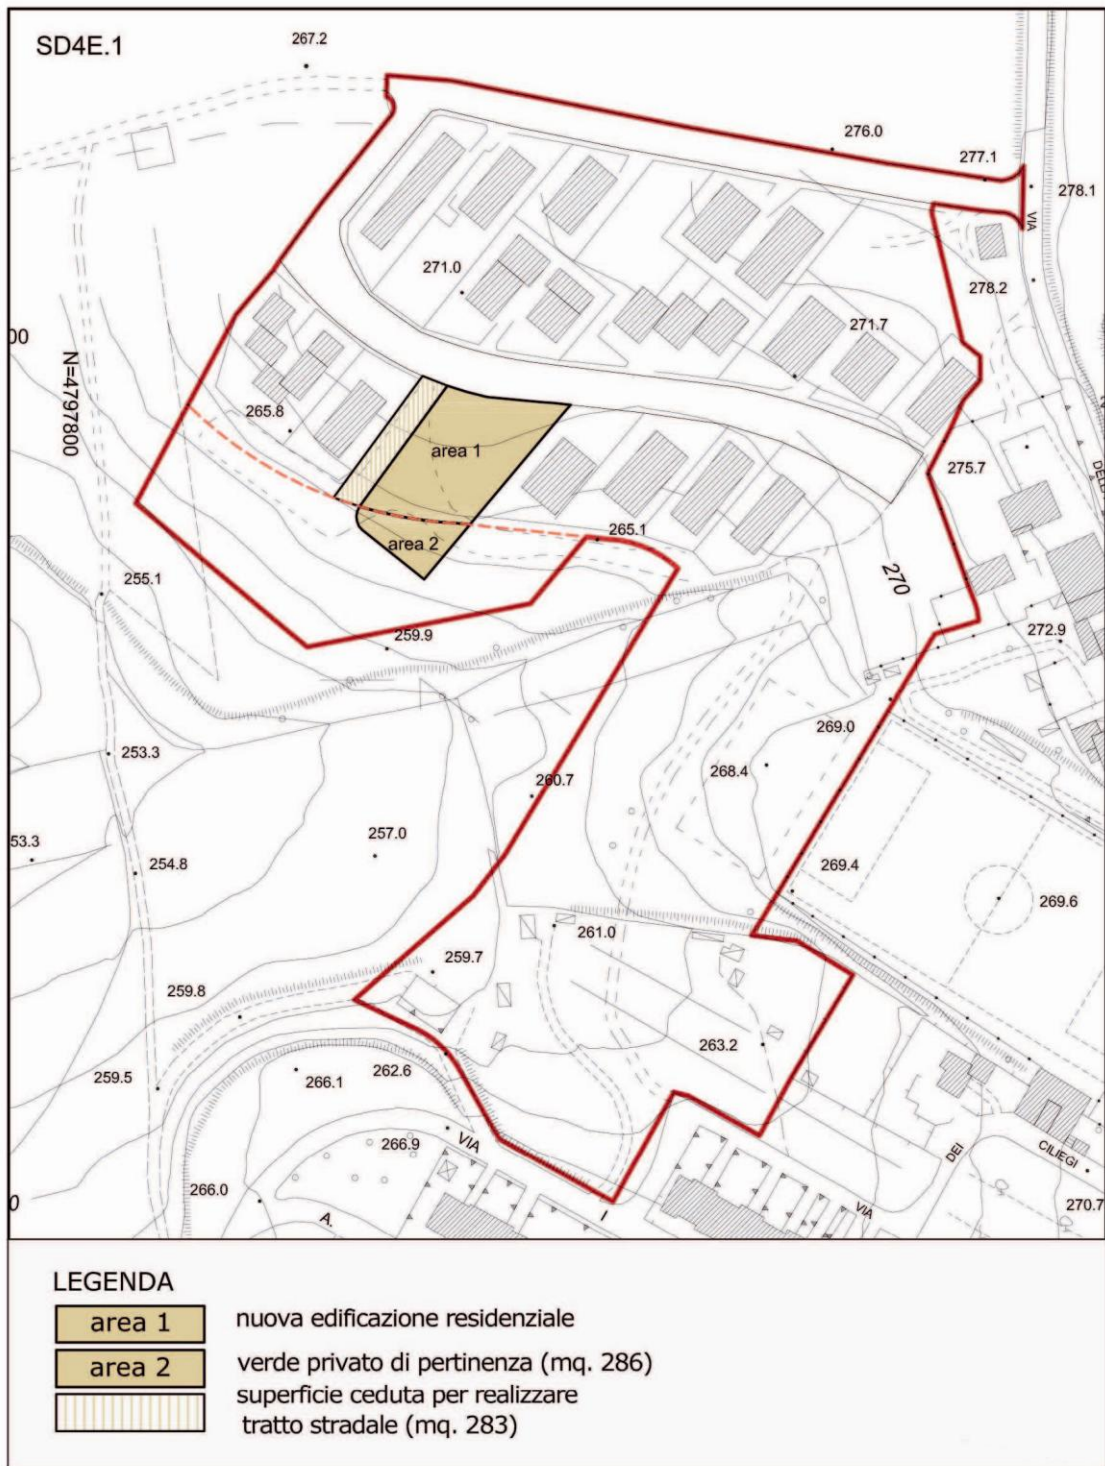 SD4E.1
267.2
276.0
277.1
278.1
VIA
278.2
271.0
271.7
00
N=4797800
265.8
area 1
275.7
area 2
265.1
255.1
270
259.9
272.9
253.3
269.0
260.7
268.4
53.3
254.8
257.0
269.4
269.6
261.0
259.7
259.8
263.2
259.5
266.1
262.6
266.9
VIA
DEI
CILIEGI
266.0
0
A.
I
VIA
270.7
LEGENDA
area 1 nuova edificazione residenziale
area 2 verde privato di pertinenza (mq. 286)
superficie ceduta per realizzare
tratto stradale (mq. 283)